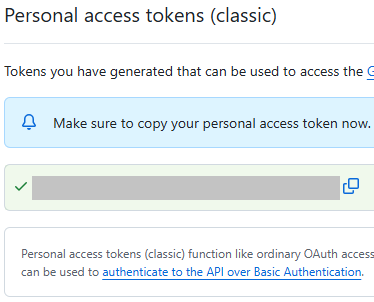 Personal access tokens (classic)
Tokens you have generated that can be used to access the G
Make sure to copy your personal access token now.
Personal access tokens (classic) function like ordinary OAuth access
can be used to authenticate to the API over Basic Authentication.